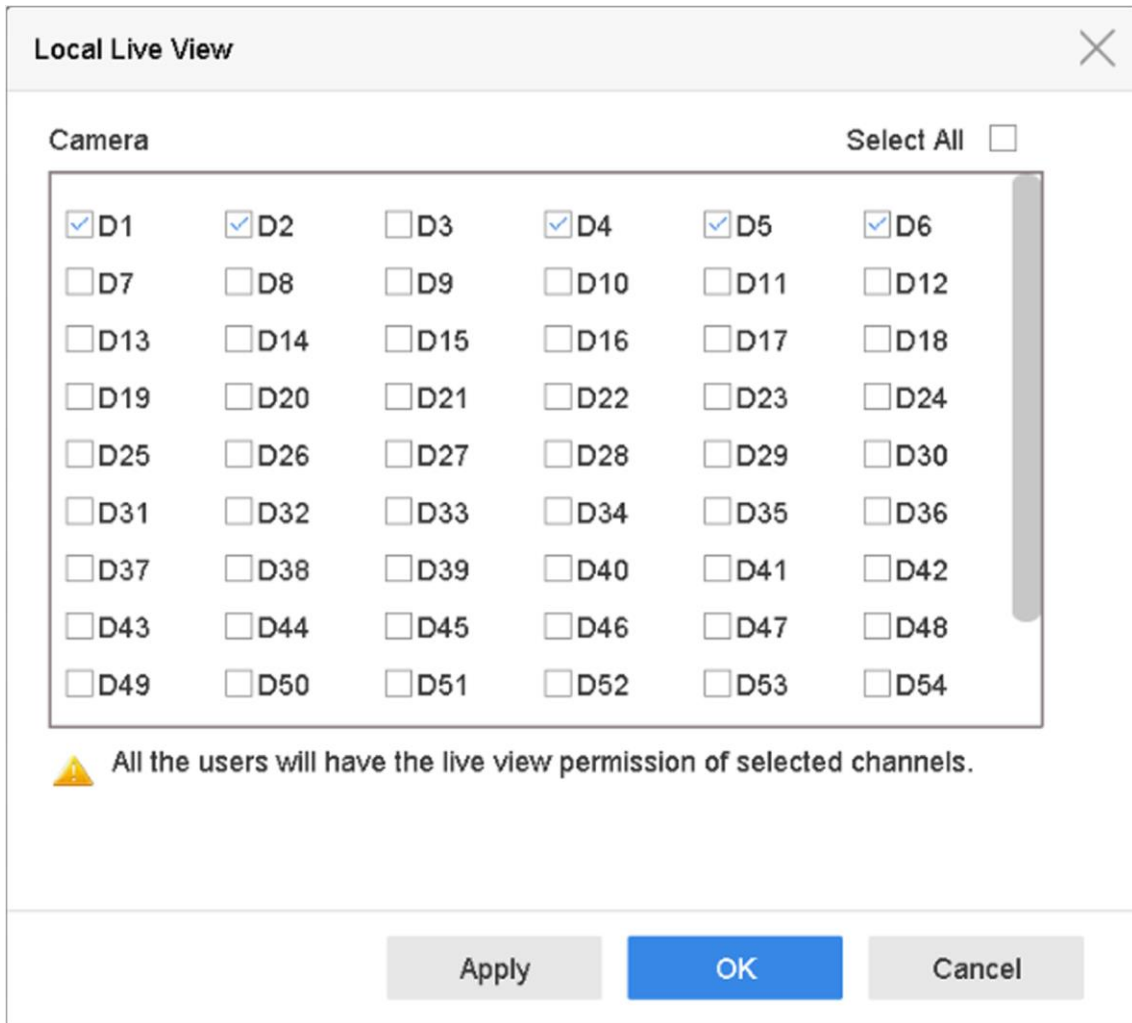 Local Live View
Camera Select All
D1 D2 D3 D4 D5 D6
D7 D8 D9 D10 D11 D12
D13 D14 D15 D16 D17 D18
D19 D20 D21 D22 D23 D24
D25 D26 D27 D28 D29 D30
D31 D32 D33 D34 D35 D36
D37 D38 D39 D40 D41 D42
D43 D44 D45 D46 D47 D48
D49 D50 D51 D52 D53 D54
All the users will have the live view permission of selected channels.
Apply OK Cancel